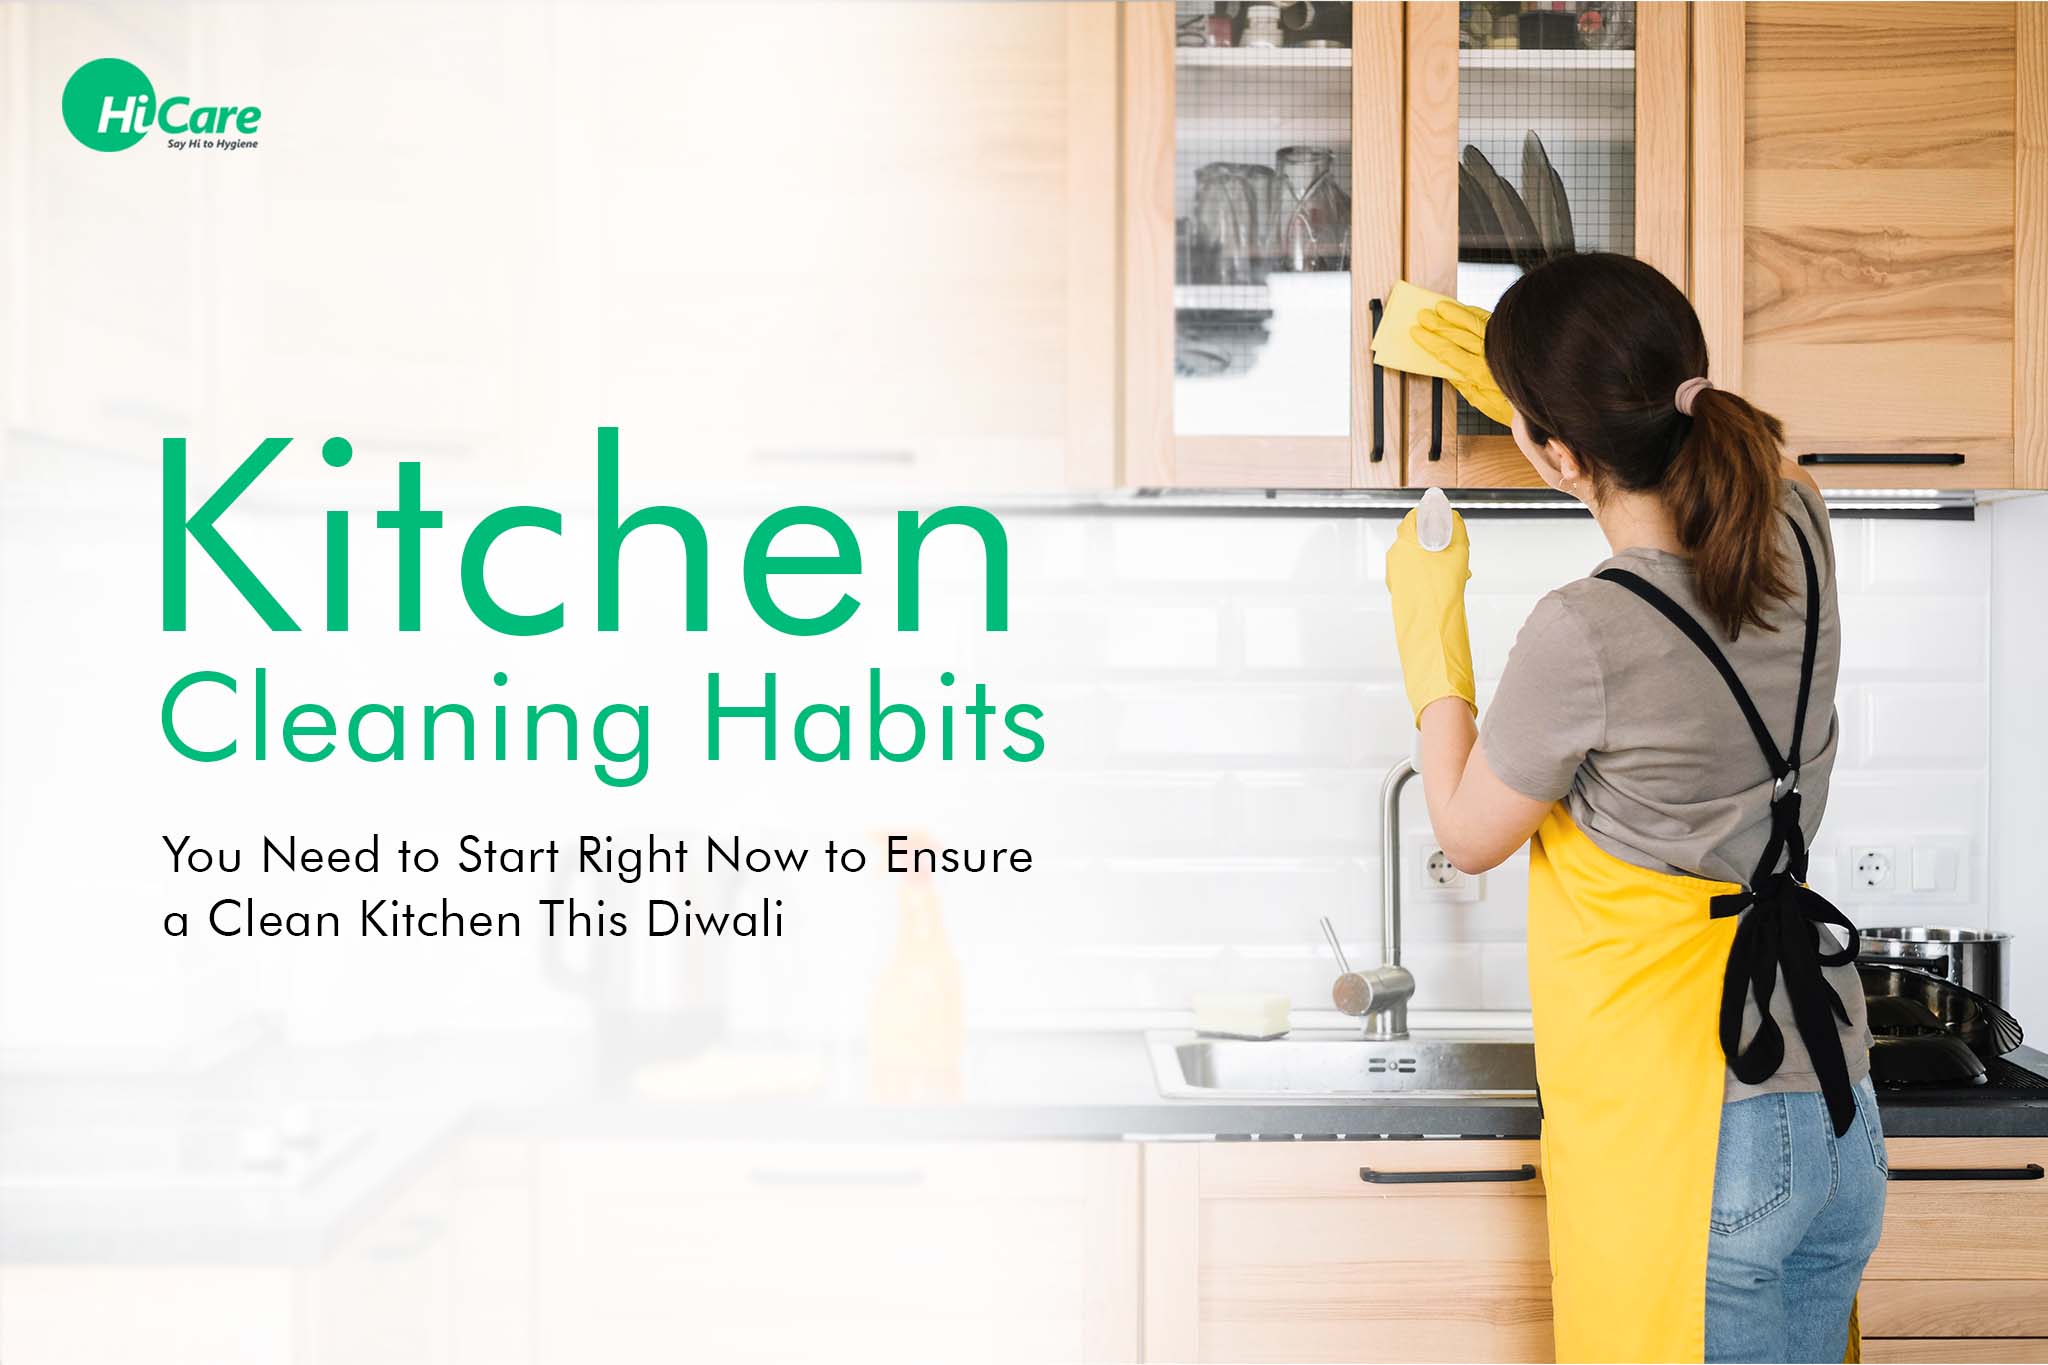 HiCare
Say Hi to Hygiene
Kitchen
Cleaning Habits
You Need to Start Right Now to Ensure
a Clean Kitchen This Diwali